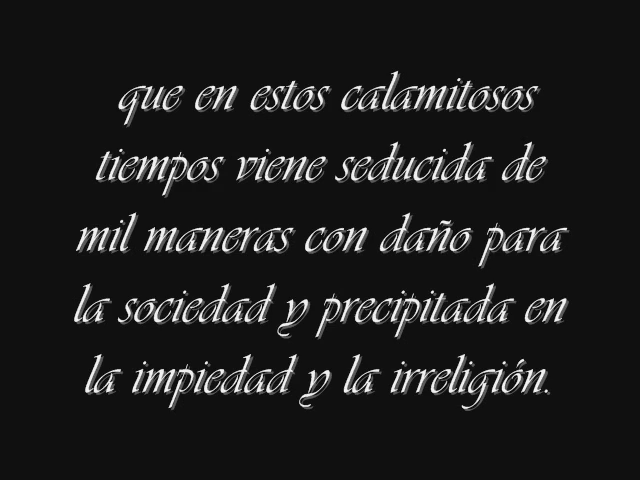 que en estos calamitosos
tiempos viene seducida de
mil maneras con daño para
la sociedad y precipitada en
la impiedad y la irreligión.